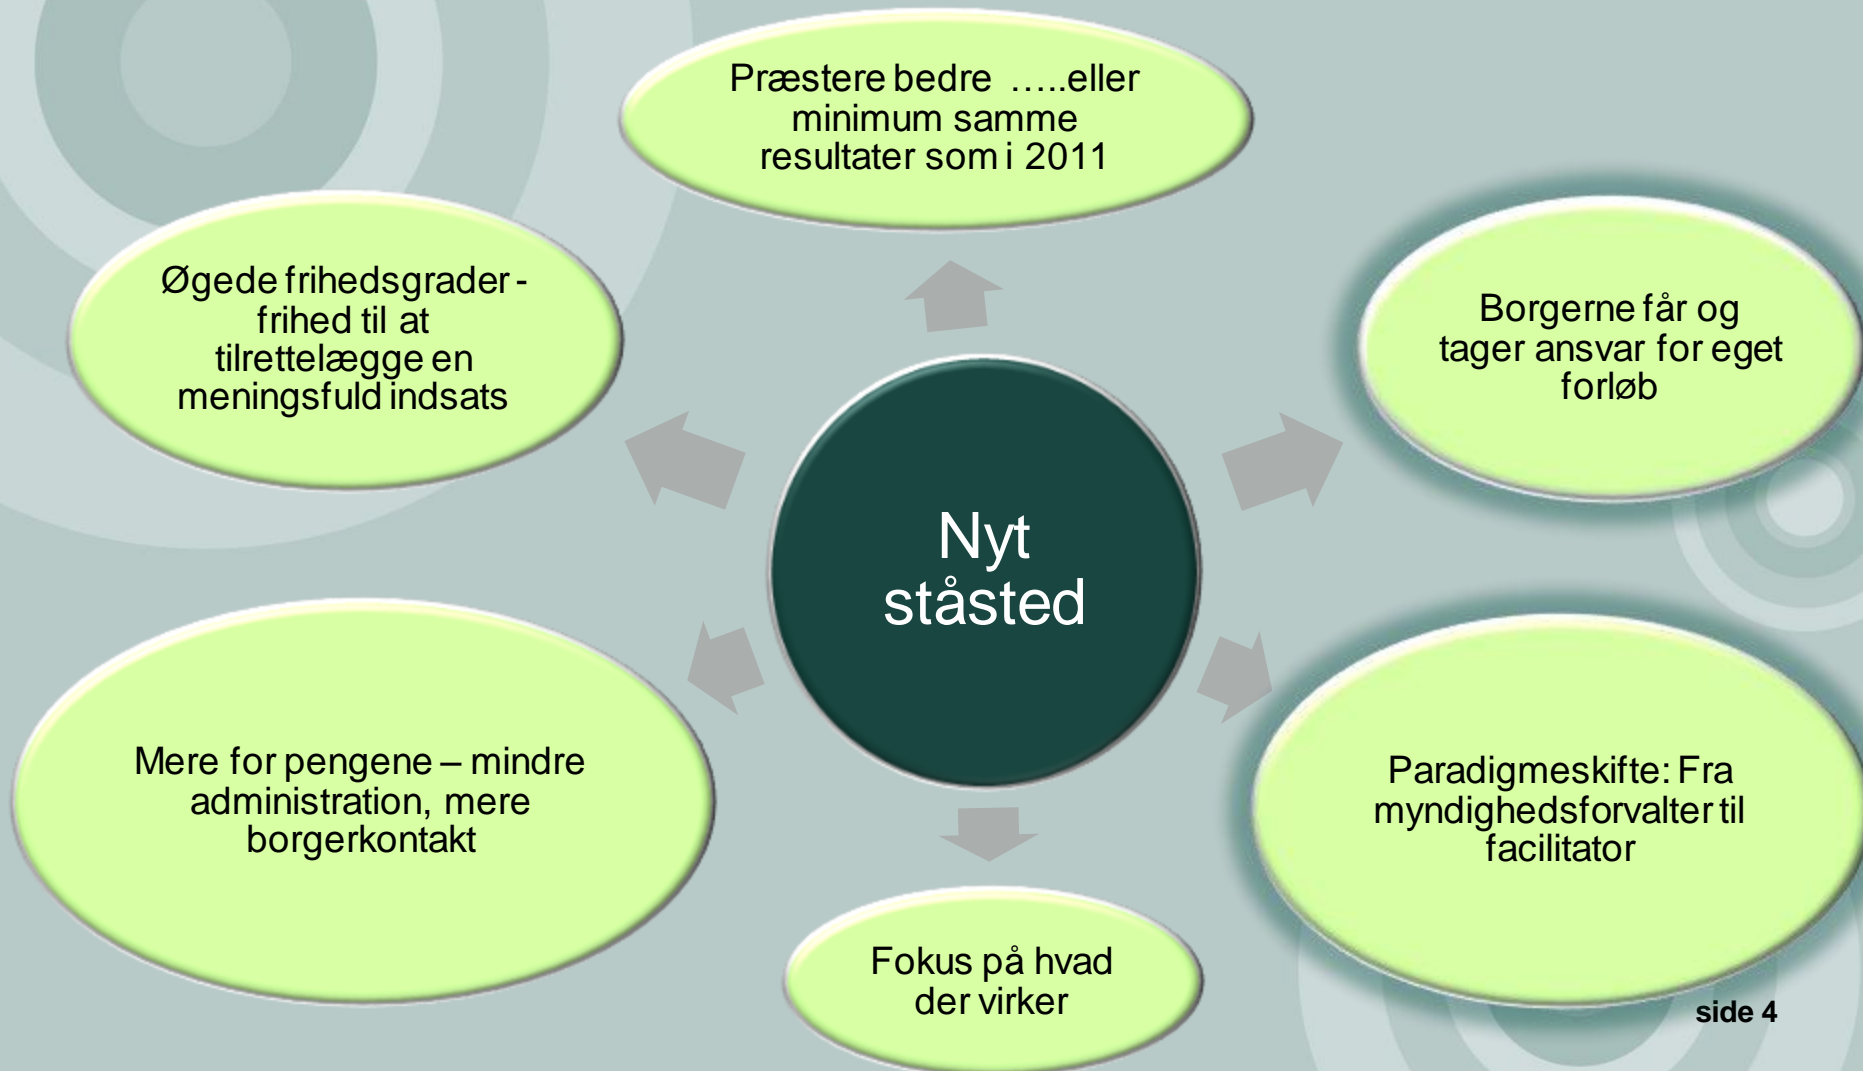 Præstere bedre …..eller
minimum samme
resultater som i 2011
Øgede frihedsgrader -
frihed til at
tilrettelægge en
meningsfuld indsats
Borgerne får og
tager ansvar for eget
forløb
Nyt
ståsted
Mere for pengene – mindre
administration, mere
borgerkontakt
Paradigmeskifte: Fra
myndighedsforvalter til
facilitator
Fokus på hvad
der virker
side 4